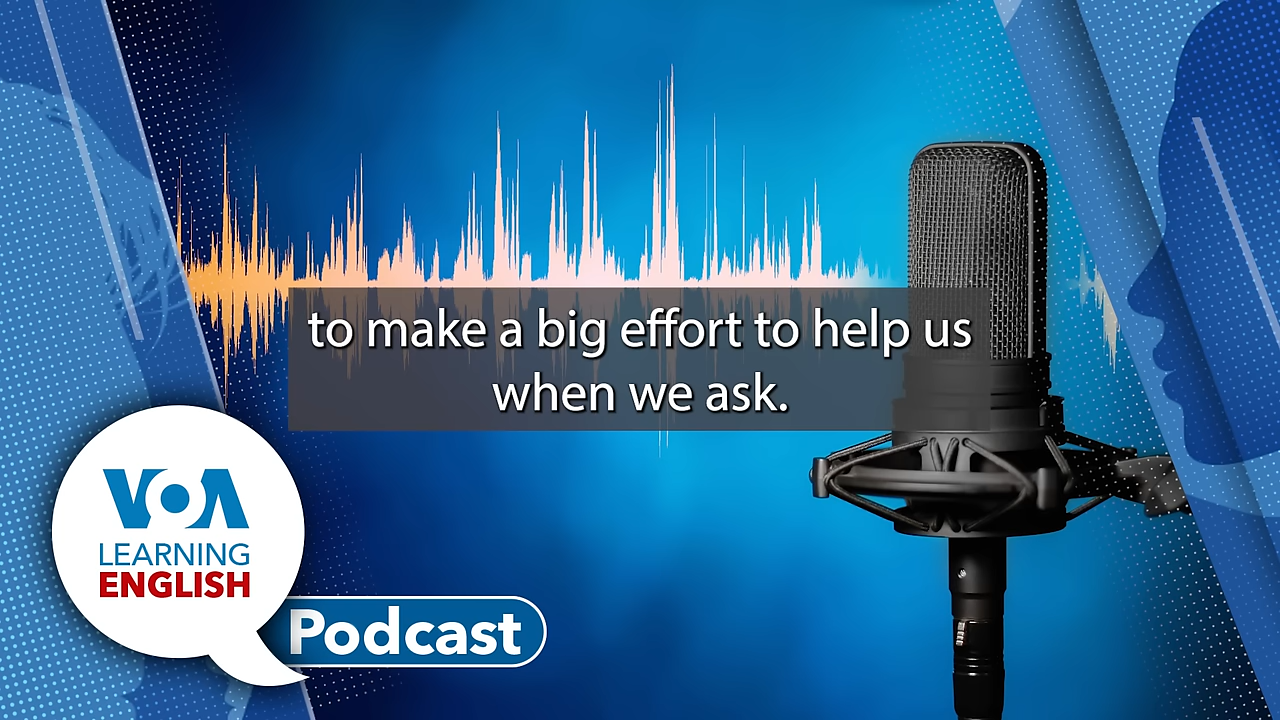 to make a big effort to help us
when we ask.
VOA
LEARNING
ENGLISH
Podcast